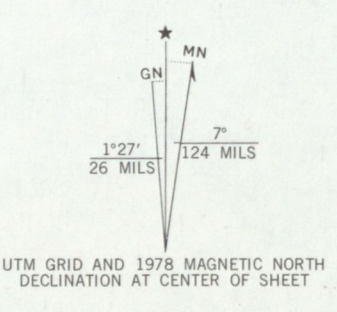 ★
MN
GN
7°
124 MILS
1°27'
26 MILS
UTM GRID AND 1978 MAGNETIC NORTH
DECLINATION AT CENTER OF SHEET